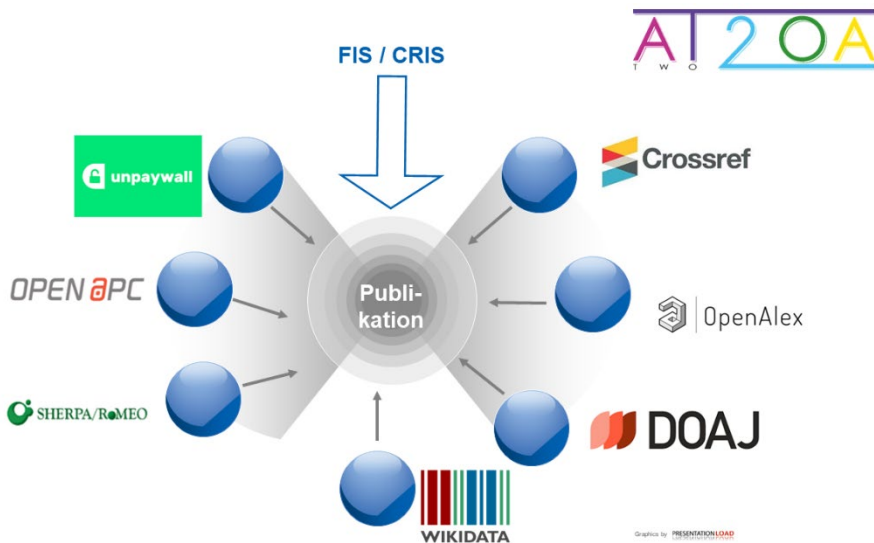 AT2OA
TWO
FIS / CRIS
unpaywall
Crossref
OPEN APC
Publi-
kation
OpenAlex
SHERPA/RoMEO
DOAJ
WIKIDATA
Graphics by PRESENTATIONLOAD